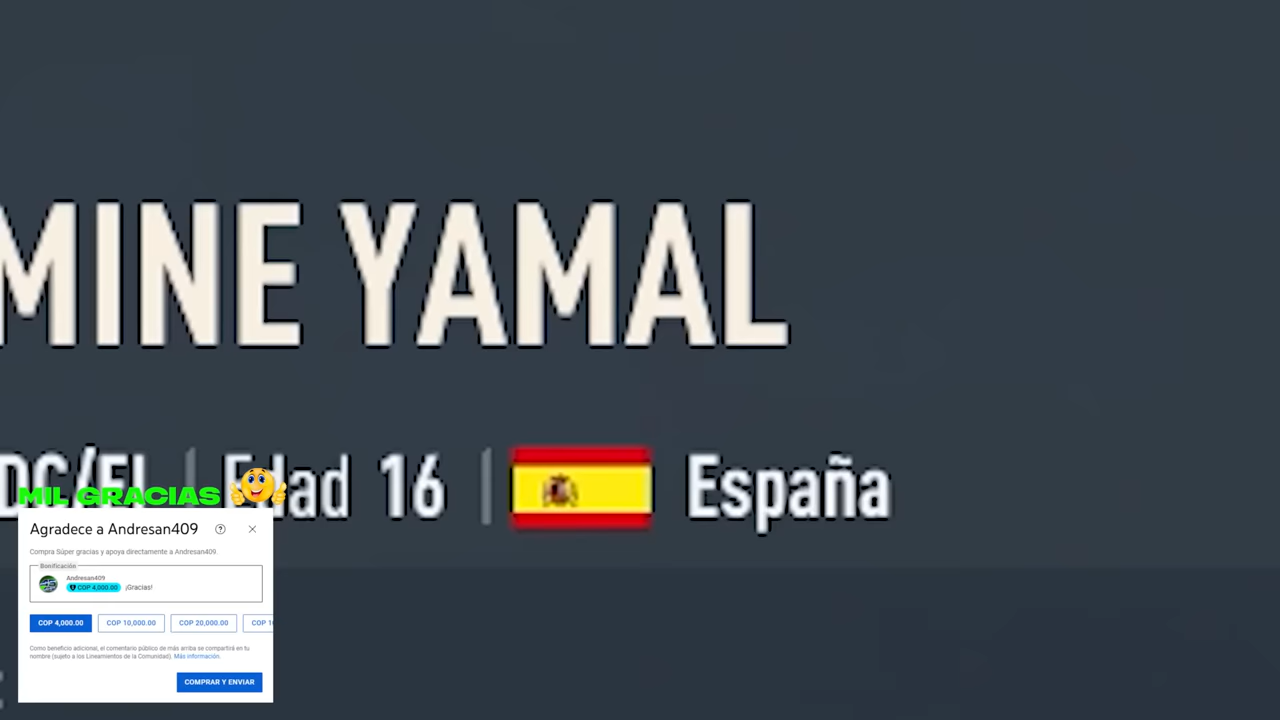 MINE YAMAL
DC/EI | Edad 16 | España
MIL GRACIAS
Agradece a Andresan409
Compra Súper gracias y apoya directamente a Andresan409.
Bonificación
Andresan409
COP 4,000.00 ¡Gracias!
COP 4,000.00 COP 10,000.00 COP 20,000.00 COP 1
Como beneficio adicional, el comentario público de más arriba se compartirá en tu
nombre (sujeto a los Lineamientos de la Comunidad). Más información.
COMPRAR Y ENVIAR